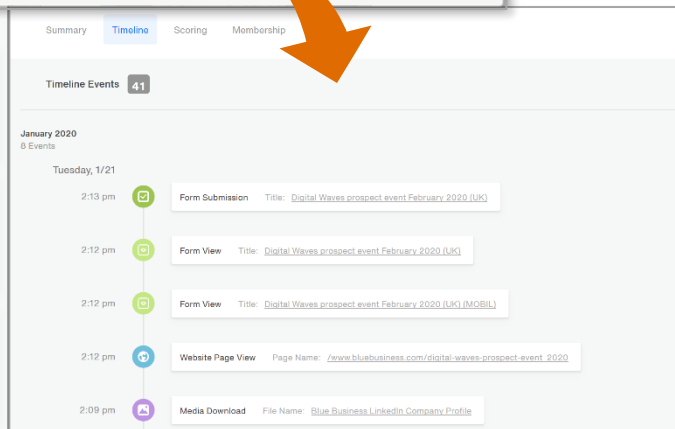 Summary Timeline Scoring Membership
Timeline Events 41
January 2020
8 Events
Tuesday, 1/21
2:13 pm Form Submission Title: Digital Waves prospect event February 2020 (UK)
2:12 pm Form View Title: Digital Waves prospect event February 2020 (UK)
2:12 pm Form View Title: Digital Waves prospect event February 2020 (UK) (MOBIL)
2:12 pm Website Page View Page Name: /www.bluebusiness.com/digital-waves-prospect-event_2020
2:09 pm Media Download File Name: Blue Business LinkedIn Company Profile